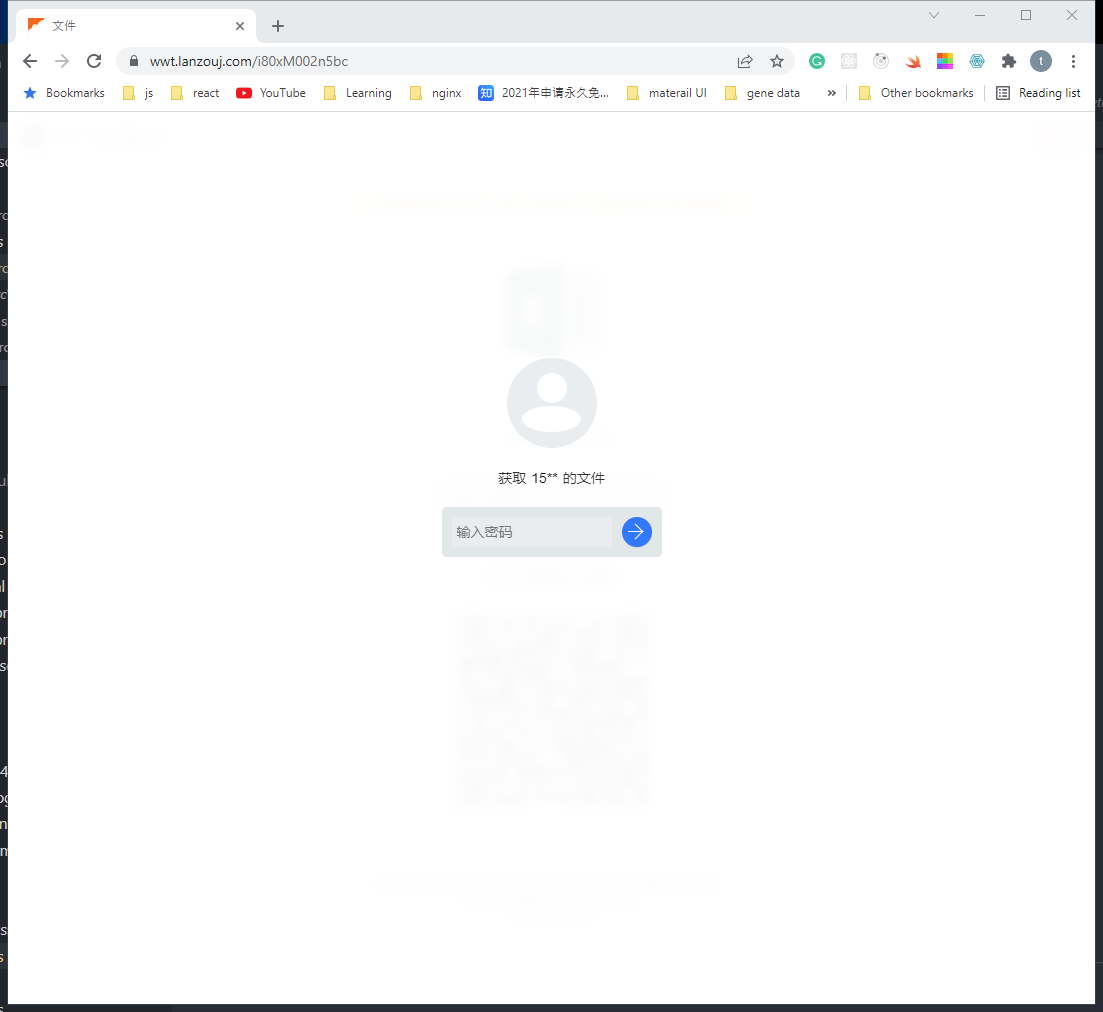 文件
wwt.lanzouj.com/i80xM002n5bc
t
Bookmarks js react YouTube Learning nginx 知 2021年申请永久免... materail UI gene data » Other bookmarks Reading list
获取 15** 的文件
输入密码